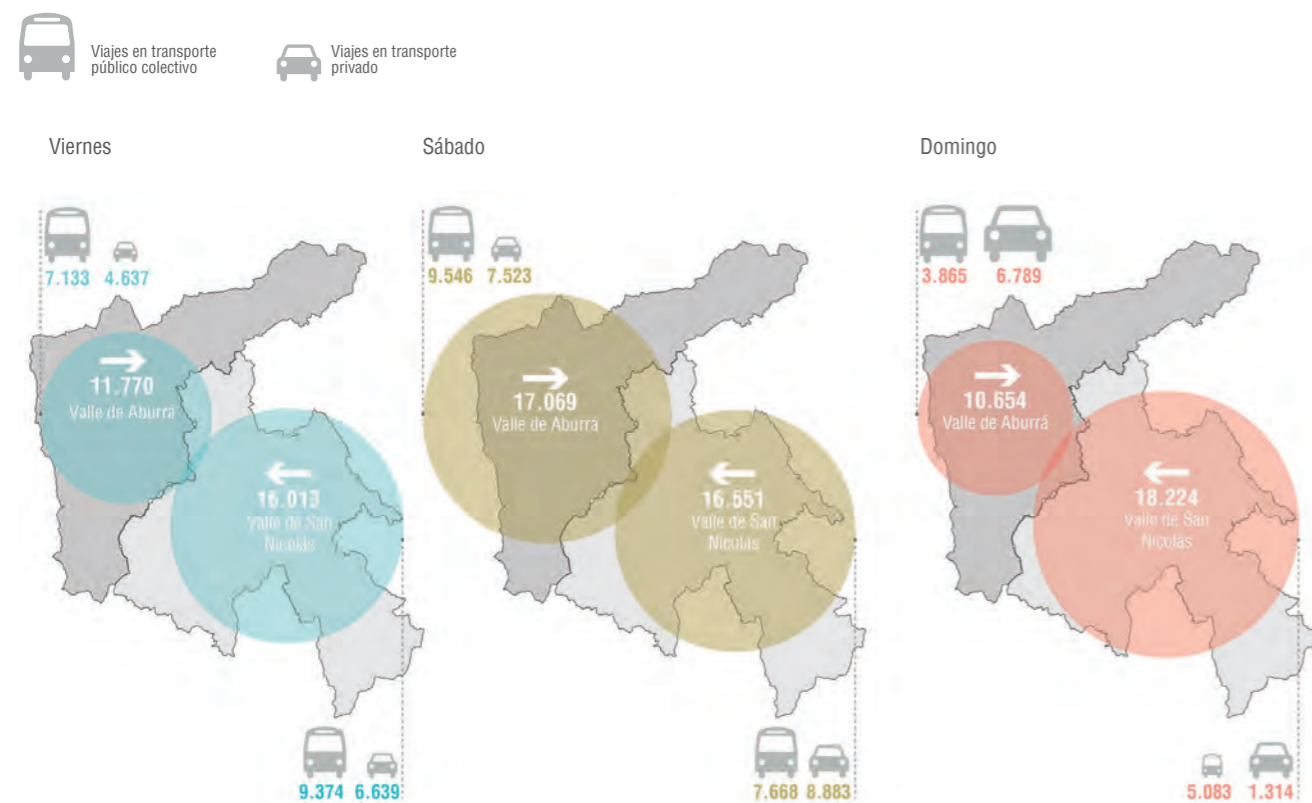 Viajes en transporte
público colectivo
Viajes en transporte
privado
Viernes
Sábado
Domingo
7.133 4.637
11.770
Valle de Aburrá
16.013
Valle de San
Nicolás
9.374 6.639
9.546 7.523
17.069
Valle de Aburrá
16.551
Valle de San
Nicolás
7.668 8.883
3.865 6.789
10.654
Valle de Aburrá
18.224
Valle de San
Nicolás
5.083 1.314